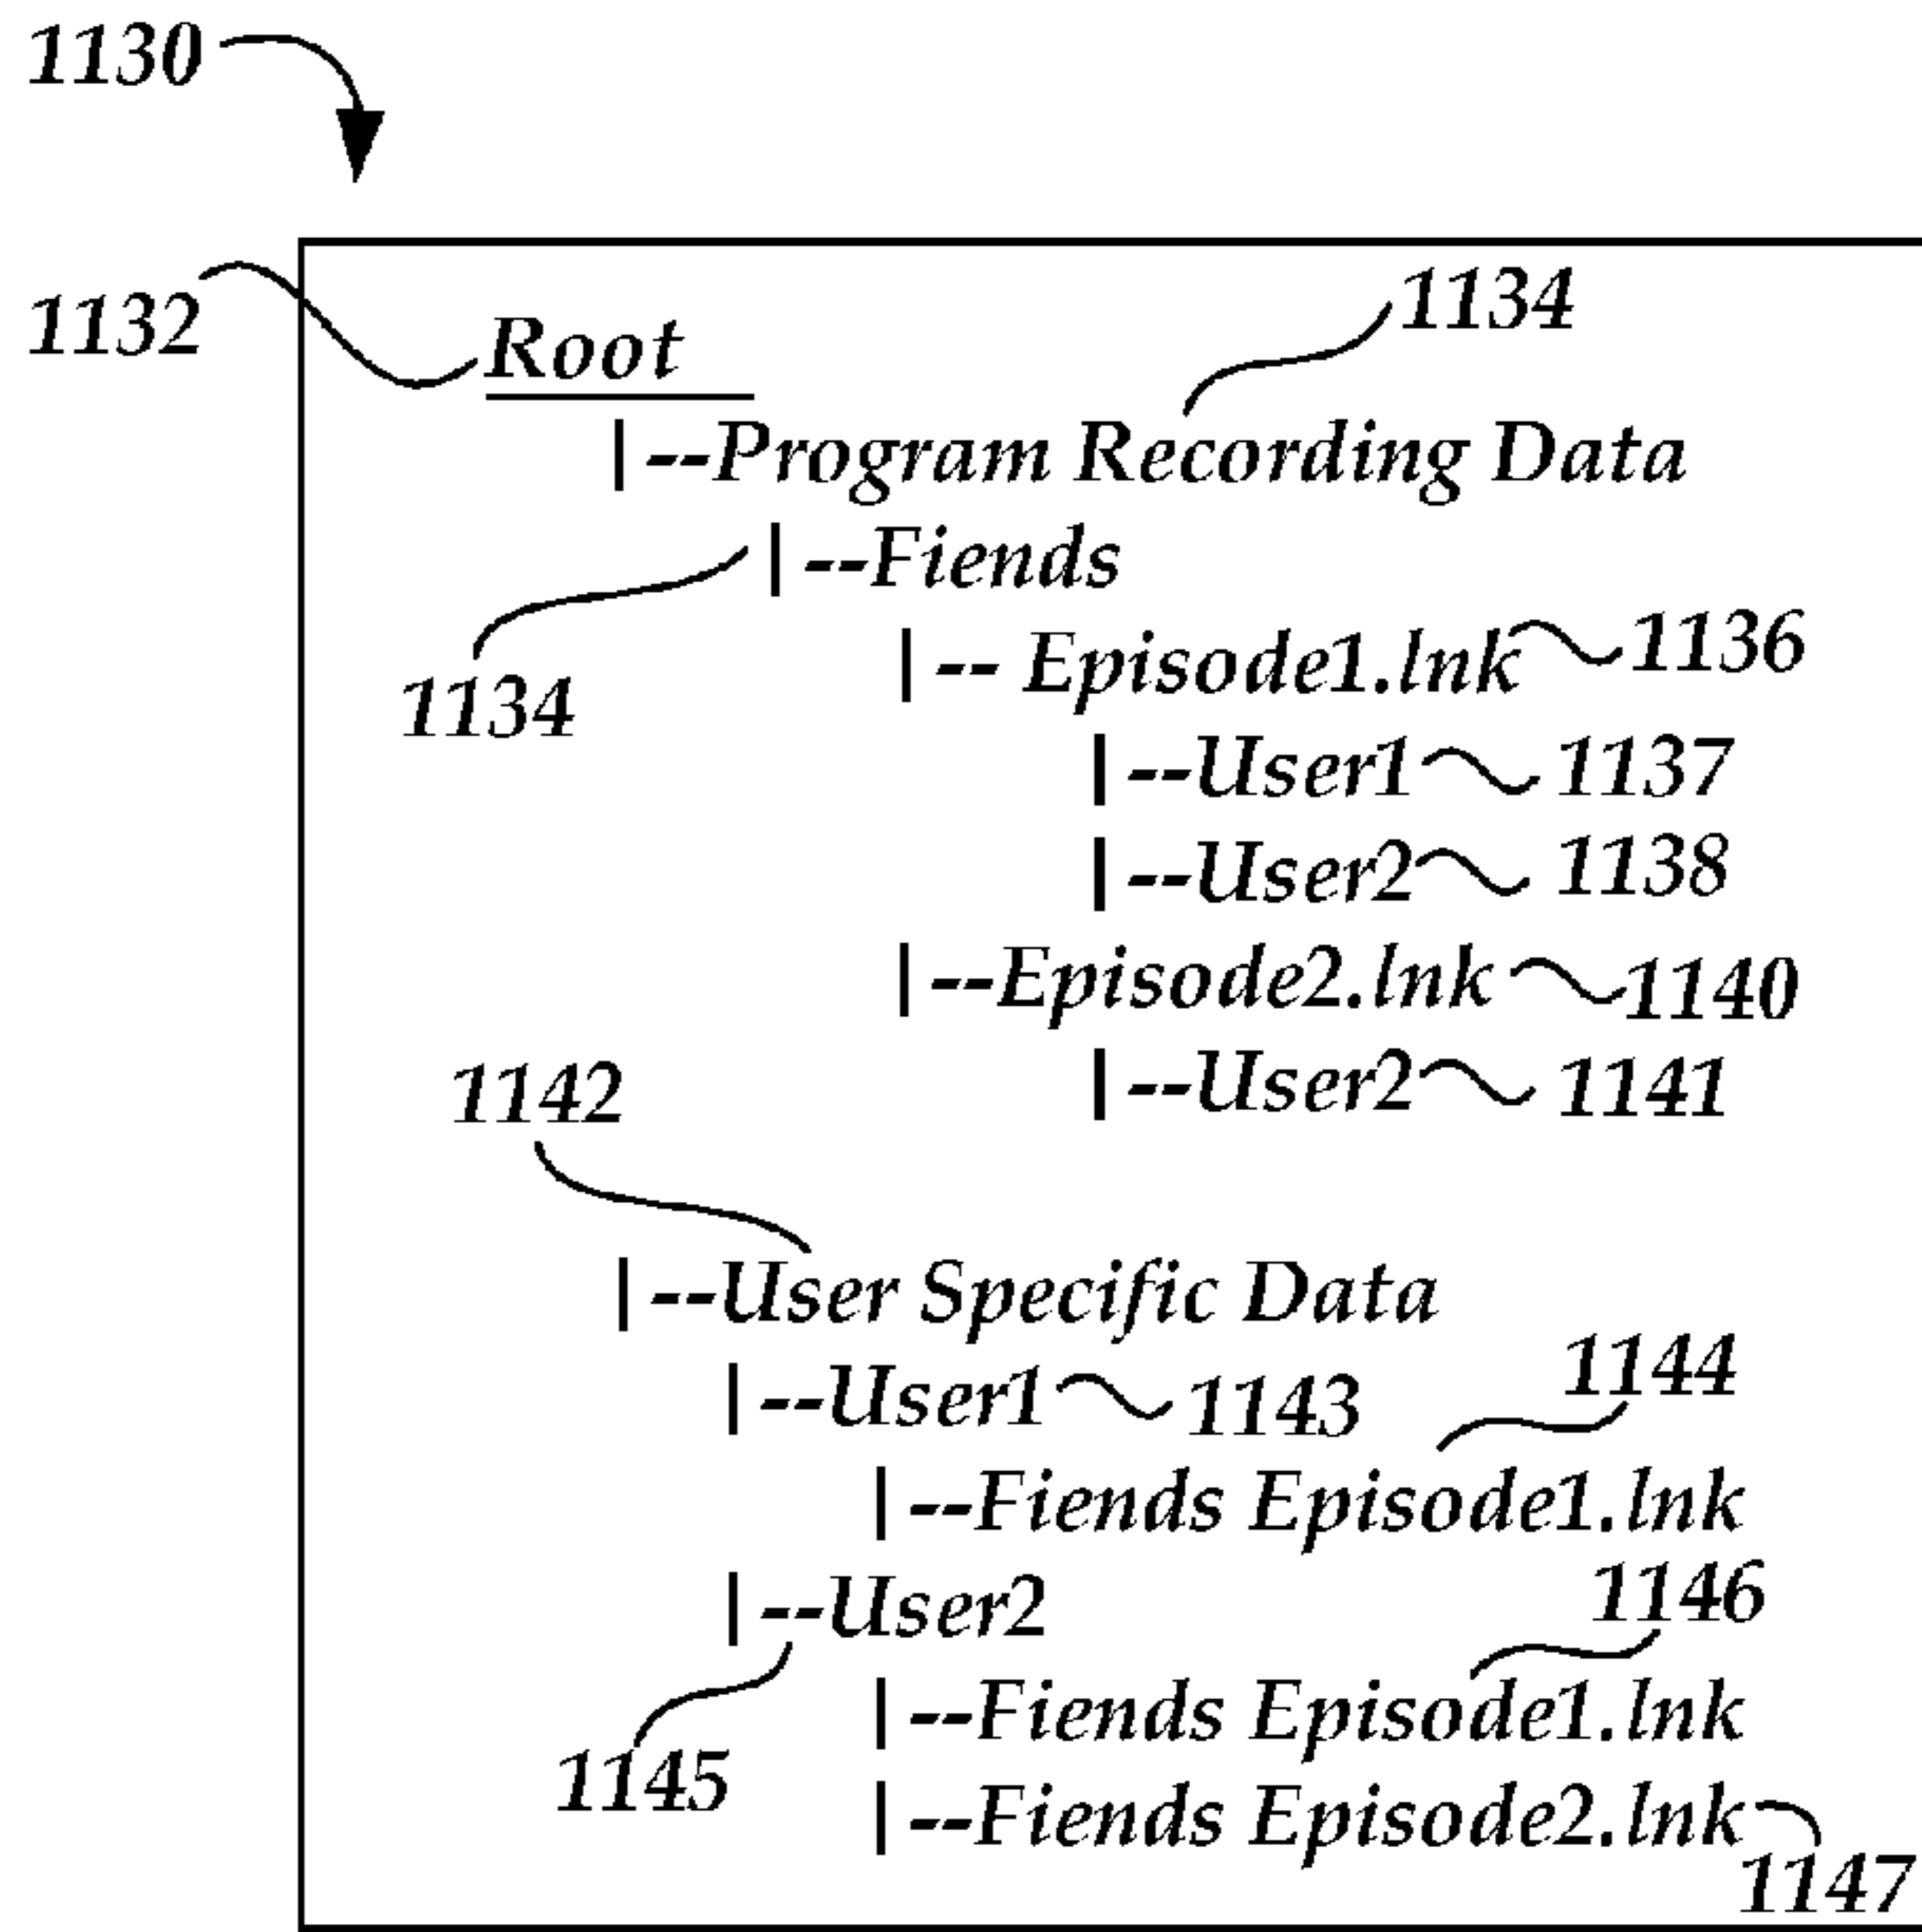 1130
1134
1132
Root
|--Program Recording Data
|--Fiends
1134
|-- Episode1.lnk 1136
|--User1 1137
|--User2 1138
|--Episode2.lnk 1140
|--User2 1141
1142
|--User Specific Data
1144
|--User1 1143
|--Fiends Episode1.lnk
1146
|--User2
|--Fiends Episode1.lnk
1145
|--Fiends Episode2.lnk
1147